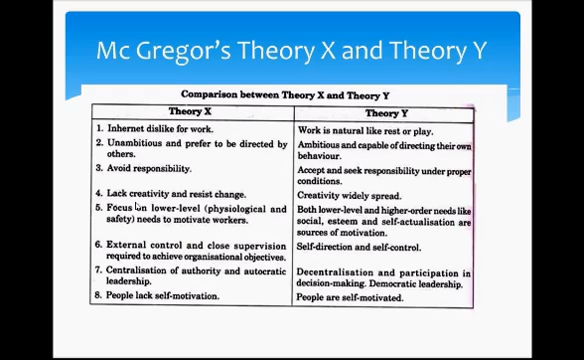 Mc Gregor's Theory X and Theory Y
Comparison between Theory X and Theory Y
Theory X
Theory Y
1. Inhernet dislike for work.
Work is natural like rest or play.
2. Unambitious and prefer to be directed by
others.
Ambitious and capable of directing their own
behaviour.
3. Avoid responsibility.
Accept and seek responsibility under proper
conditions.
4. Lack creativity and resist change.
Creativity widely spread.
5. Focus on lower-level (physiological and
safety) needs to motivate workers.
Both lower-level and higher-order needs like
social, esteem and self-actualisation are
sources of motivation.
6. External control and close supervision
required to achieve organisational objectives.
Self-direction and self-control.
7. Centralisation of authority and autocratic
leadership.
Decentralisation and participation in
decision-making. Democratic leadership.
8. People lack self-motivation.
People are self-motivated.